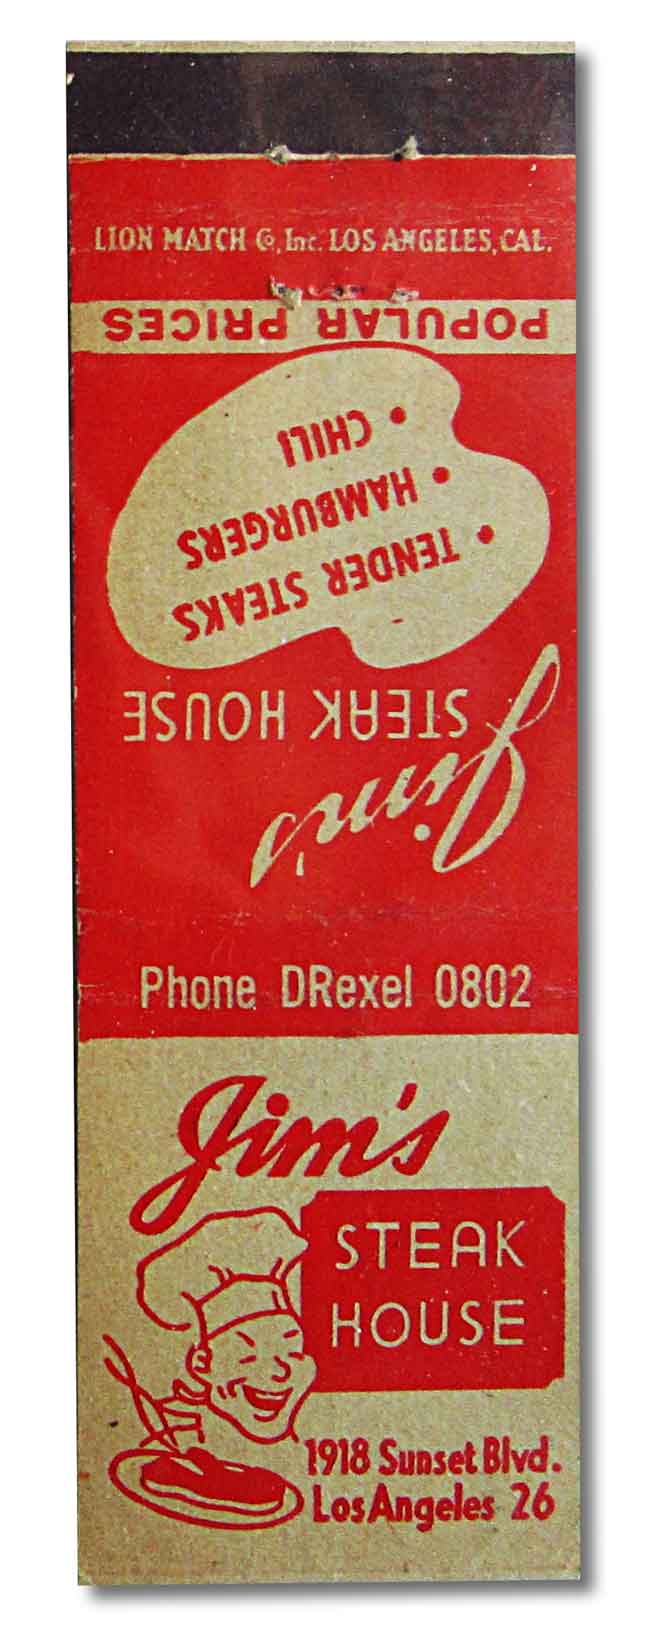 LION MATCH Co., Inc. LOS ANGELES, CAL.
POPULAR PRICES
• CHILI
• HAMBURGERS
• TENDER STEAKS
STEAK HOUSE
Jim's
Phone DRexel 0802
Jim's
STEAK
HOUSE
1918 Sunset Blvd.
Los Angeles 26